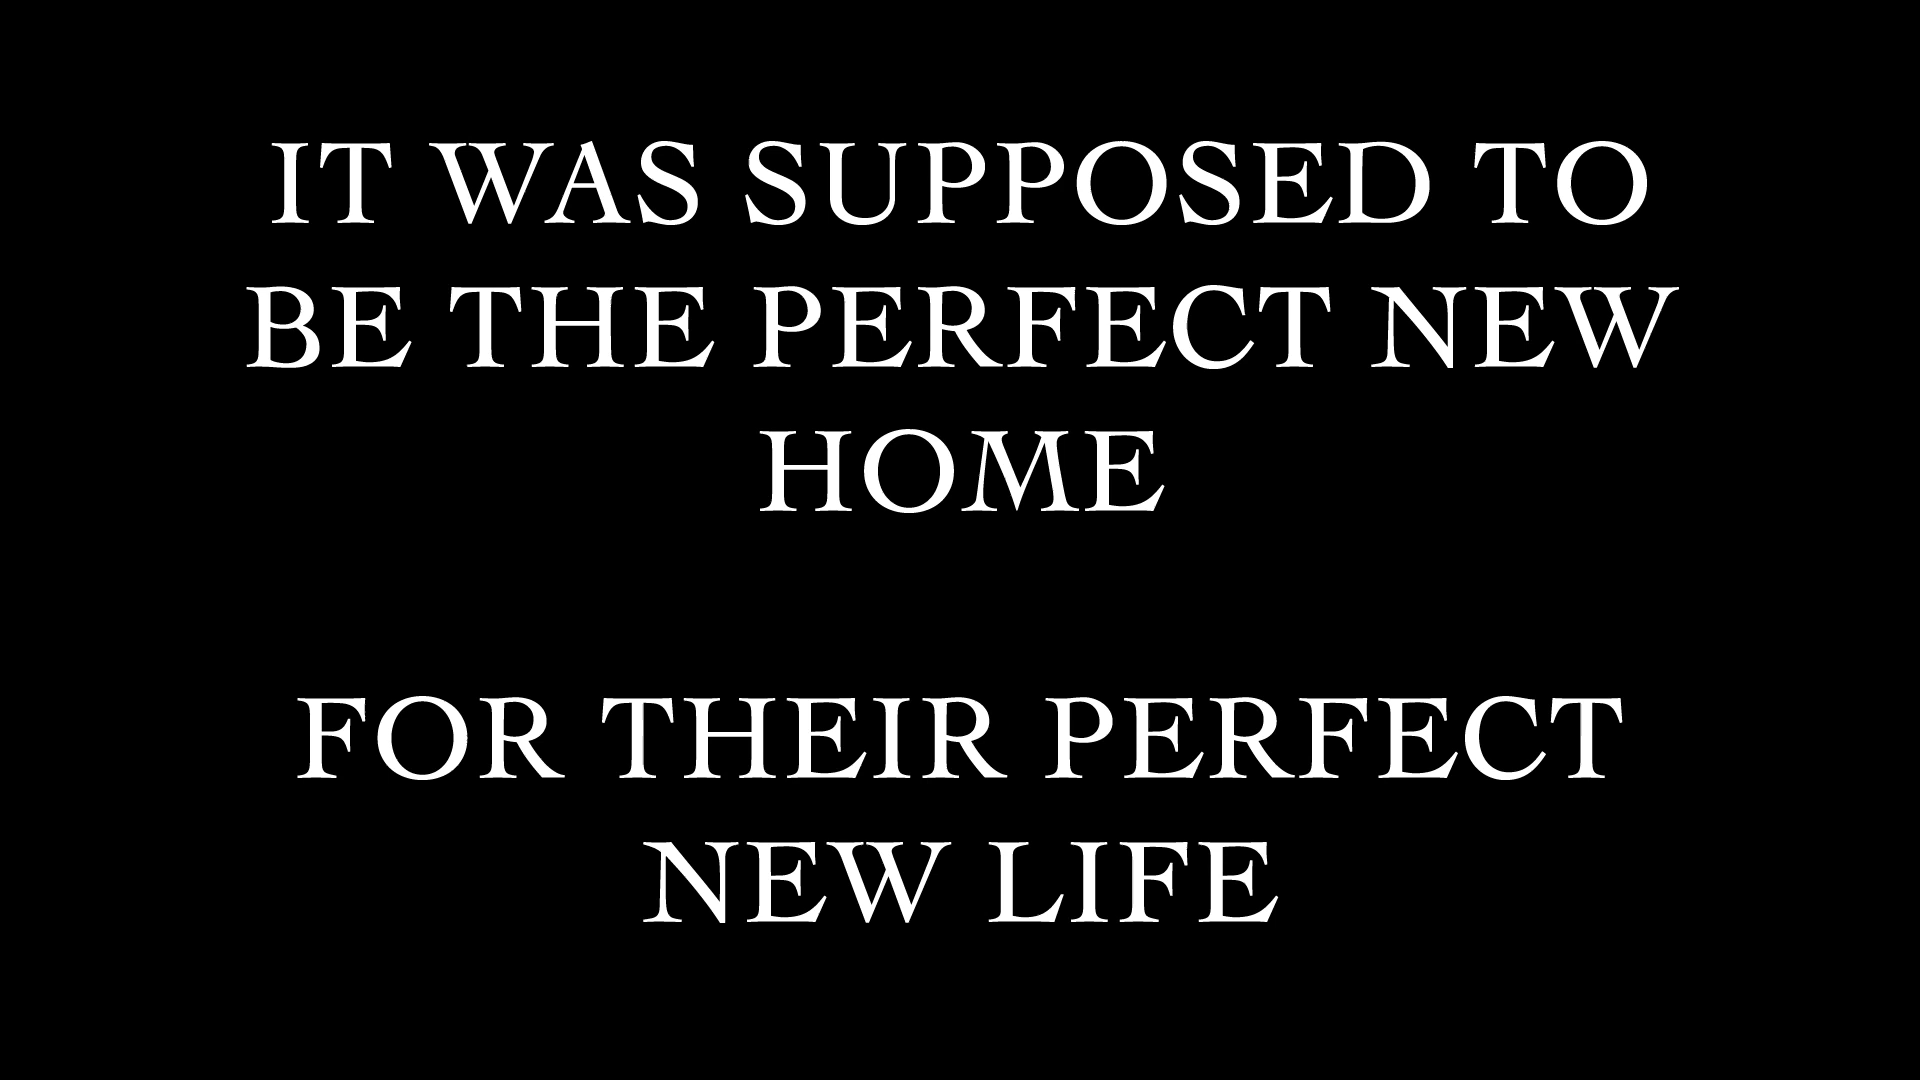 IT WAS SUPPOSED TO
BE THE PERFECT NEW
HOME
FOR THEIR PERFECT
NEW LIFE